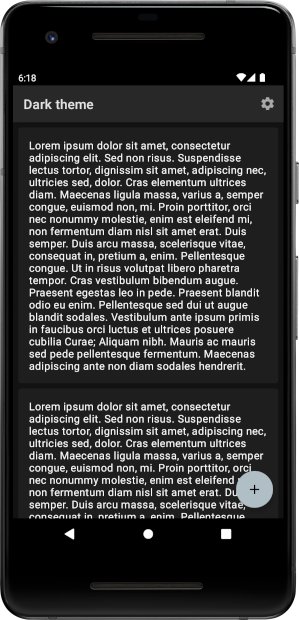 6:18
Dark theme
Lorem ipsum dolor sit amet, consectetur
adipiscing elit. Sed non risus. Suspendisse
lectus tortor, dignissim sit amet, adipiscing nec,
ultricies sed, dolor. Cras elementum ultrices
diam. Maecenas ligula massa, varius a, semper
congue, euismod non, mi. Proin porttitor, orci
nec nonummy molestie, enim est eleifend mi,
non fermentum diam nisl sit amet erat. Duis
semper. Duis arcu massa, scelerisque vitae,
consequat in, pretium a, enim. Pellentesque
congue. Ut in risus volutpat libero pharetra
tempor. Cras vestibulum bibendum augue.
Praesent egestas leo in pede. Praesent blandit
odio eu enim. Pellentesque sed dui ut augue
blandit sodales. Vestibulum ante ipsum primis
in faucibus orci luctus et ultrices posuere
cubilia Curae; Aliquam nibh. Mauris ac mauris
sed pede pellentesque fermentum. Maecenas
adipiscing ante non diam sodales hendrerit.
Lorem ipsum dolor sit amet, consectetur
adipiscing elit. Sed non risus. Suspendisse
lectus tortor, dignissim sit amet, adipiscing nec,
ultricies sed, dolor. Cras elementum ultrices
diam. Maecenas ligula massa, varius a, semper
congue, euismod non, mi. Proin porttitor, orci
nec nonummy molestie, enim est eleifend
non fermentum diam nisl sit amet erat. Duis
semper. Duis arcu massa, scelerisque vitae,
consequat in, pretium a, enim. Pellentesque